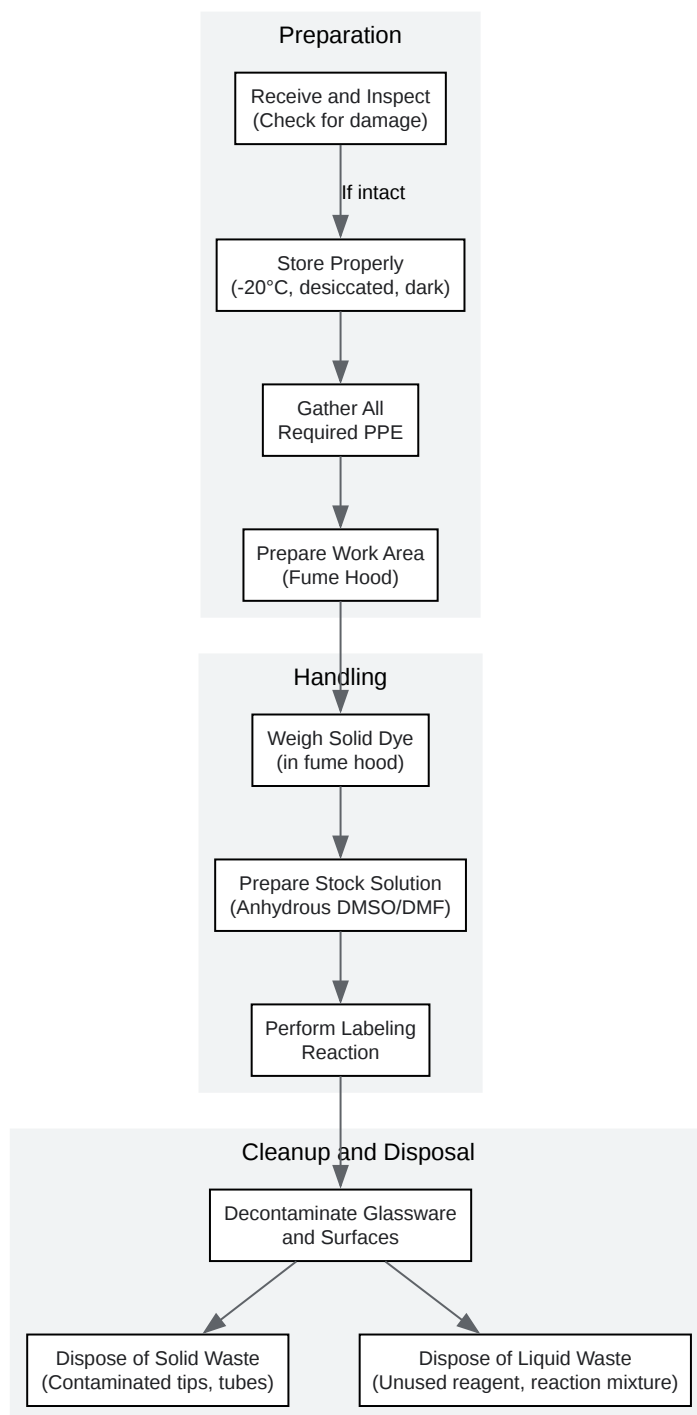 Preparation
Receive and Inspect
(Check for damage)
If intact
Store Properly
(-20°C, desiccated, dark)
Gather All
Required PPE
Prepare Work Area
(Fume Hood)
Handling
Weigh Solid Dye
(in fume hood)
Prepare Stock Solution
(Anhydrous DMSO/DMF)
Perform Labeling
Reaction
Cleanup and Disposal
Decontaminate Glassware
and Surfaces
Dispose of Solid Waste
(Contaminated tips, tubes)
Dispose of Liquid Waste
(Unused reagent, reaction mixture)